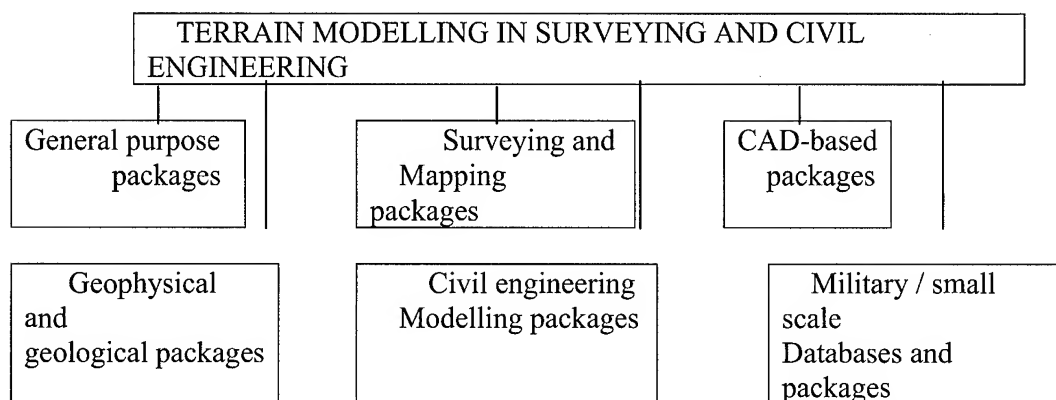 TERRAIN MODELLING IN SURVEYING AND CIVIL
ENGINEERING
General purpose
packages
Surveying and
Mapping
packages
CAD-based
packages
Geophysical
and
geological packages
Civil engineering
Modelling packages
Military / small
scale
Databases and
packages